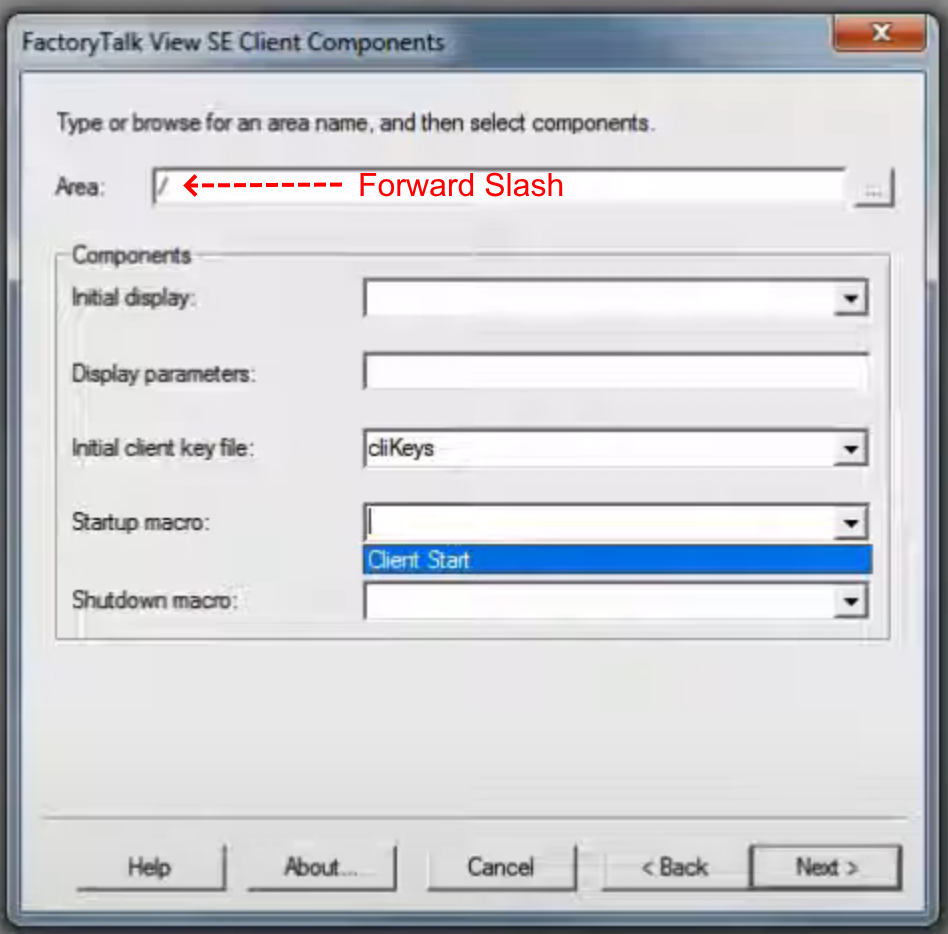 FactoryTalk View SE Client Components
Type or browse for an area name, and then select components.
Area: / Forward Slash ...
Components
Initial display:
Display parameters:
Initial client key file: cliKeys
Startup macro:
Client Start
Shutdown macro:
Help About... Cancel < Back Next >